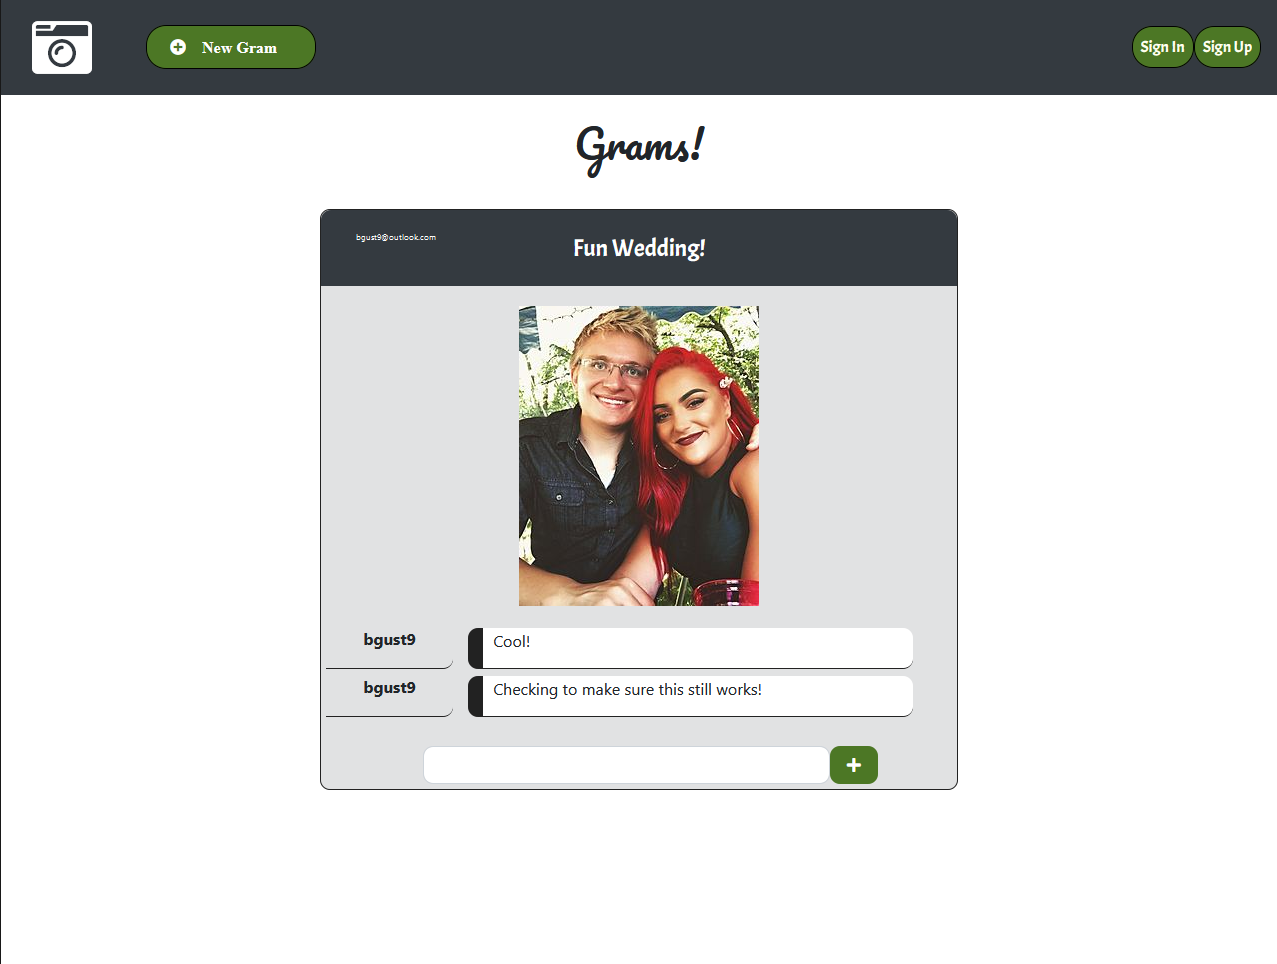 New Gram
Sign In
Sign Up
Grams!
bgust9@outlook.com
Fun Wedding!
bgust9
Cool!
bgust9
Checking to make sure this still works!